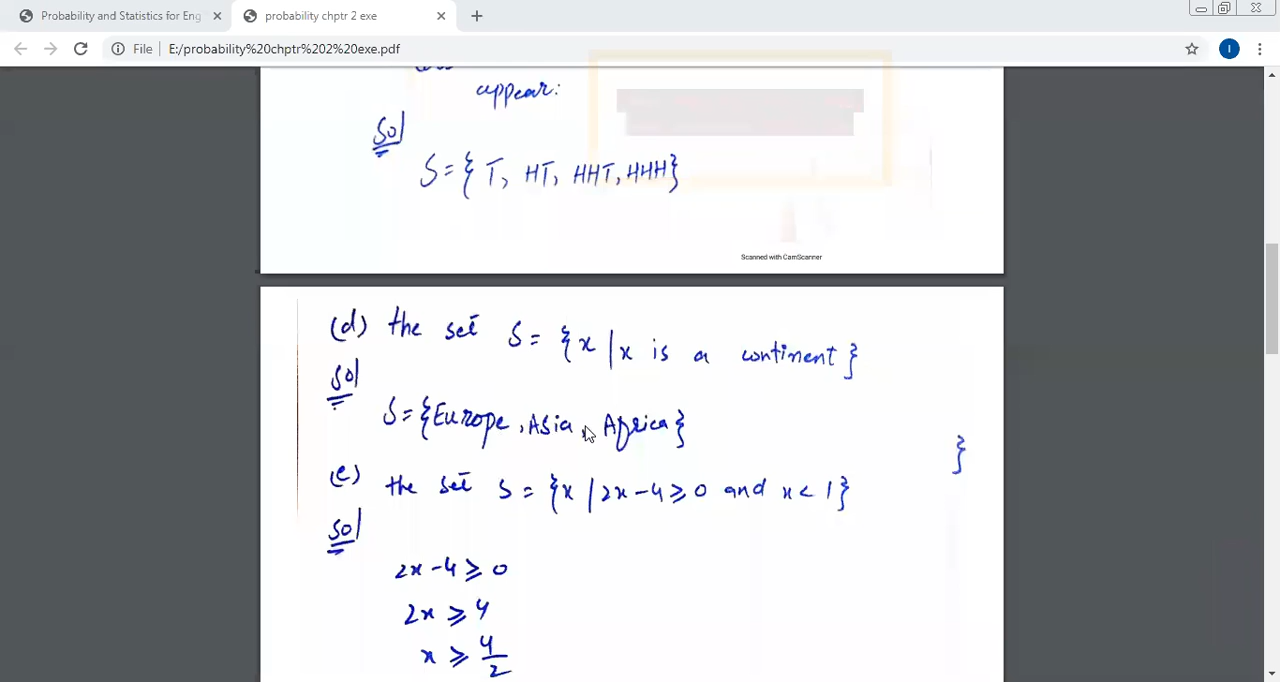 Probability and Statistics for Eng
probability chptr 2 exe
File
E:/probability%20chptr%202%20exe.pdf
I
appear:
Sol
S={ T, HT, HHT, HHH}
Scanned with CamScanner
(d) the set S = {x | x is a continent}
Sol
S={Europe, Asia, Africa}
}
(e) the set S = {x | 2x-4 ⩾ 0 and x < 1}
Sol
2x-4 ⩾ 0
2x ⩾ 4
x ⩾ 4/2